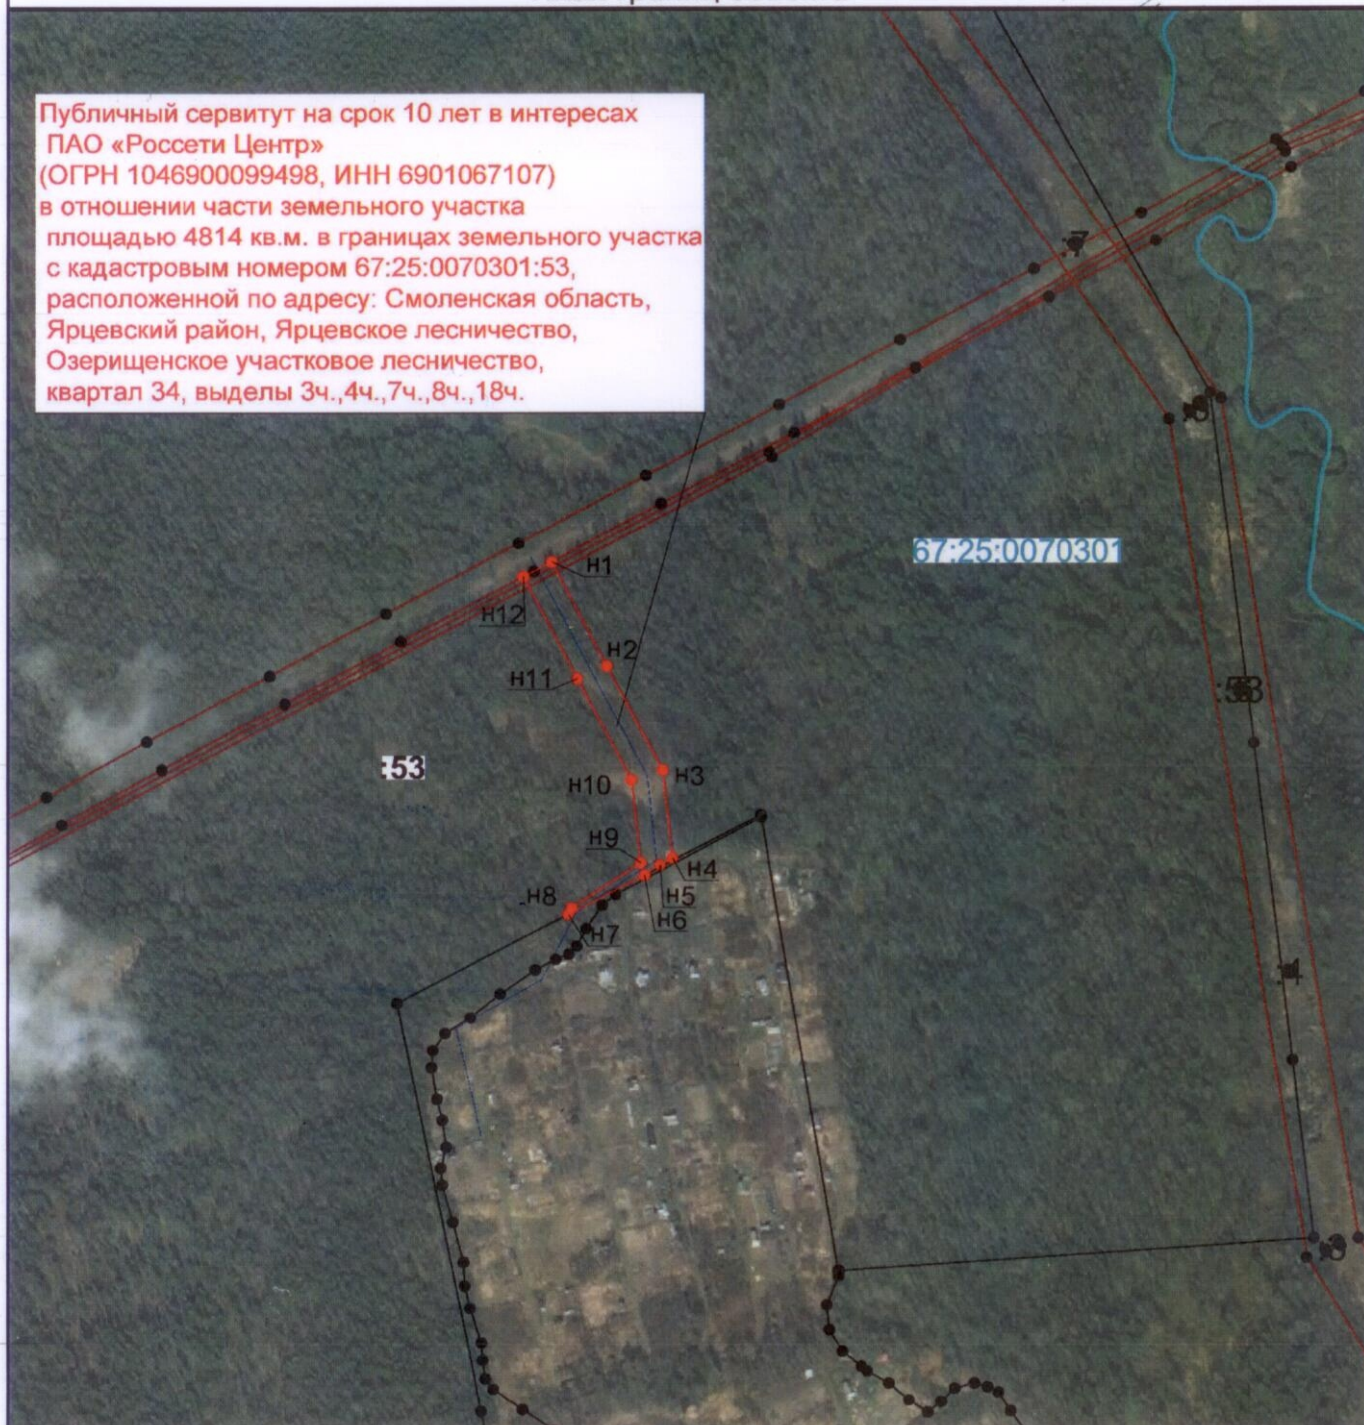 Публичный сервитут на срок 10 лет в интересах
ПАО «Россети Центр»
(ОГРН 1046900099498, ИНН 6901067107)
в отношении части земельного участка
площадью 4814 кв.м. в границах земельного участка
с кадастровым номером 67:25:0070301:53,
расположенной по адресу: Смоленская область,
Ярцевский район, Ярцевское лесничество,
Озерищенское участковое лесничество,
квартал 34, выделы 3ч.,4ч.,7ч.,8ч.,18ч.
:7
67:25:0070301
н1
н12
н2
н11
:53
н3
н10
н9
н4
н8
н5
н6
н7
:4